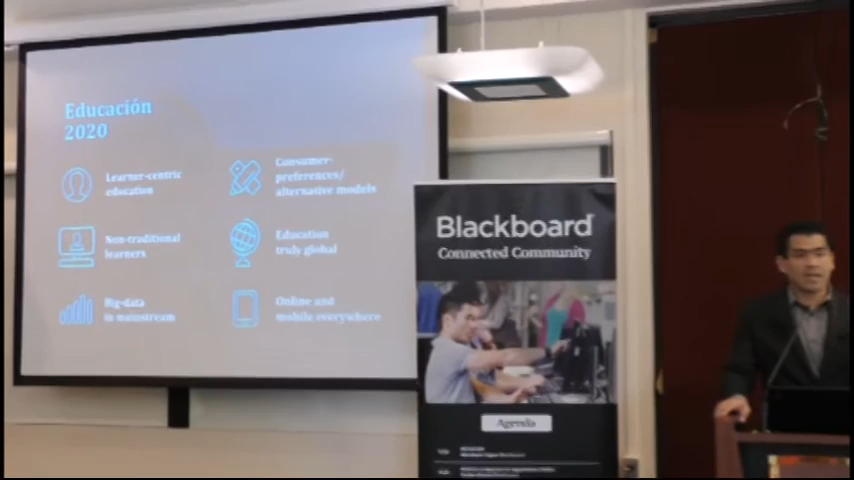 Educación
2020
Learner-centric
education
Consumer-
preferences/
alternative models
Non-traditional
learners
Education
truly global
Big-data
in mainstream
Online and
mobile everywhere
Blackboard
Connected Community
Agenda